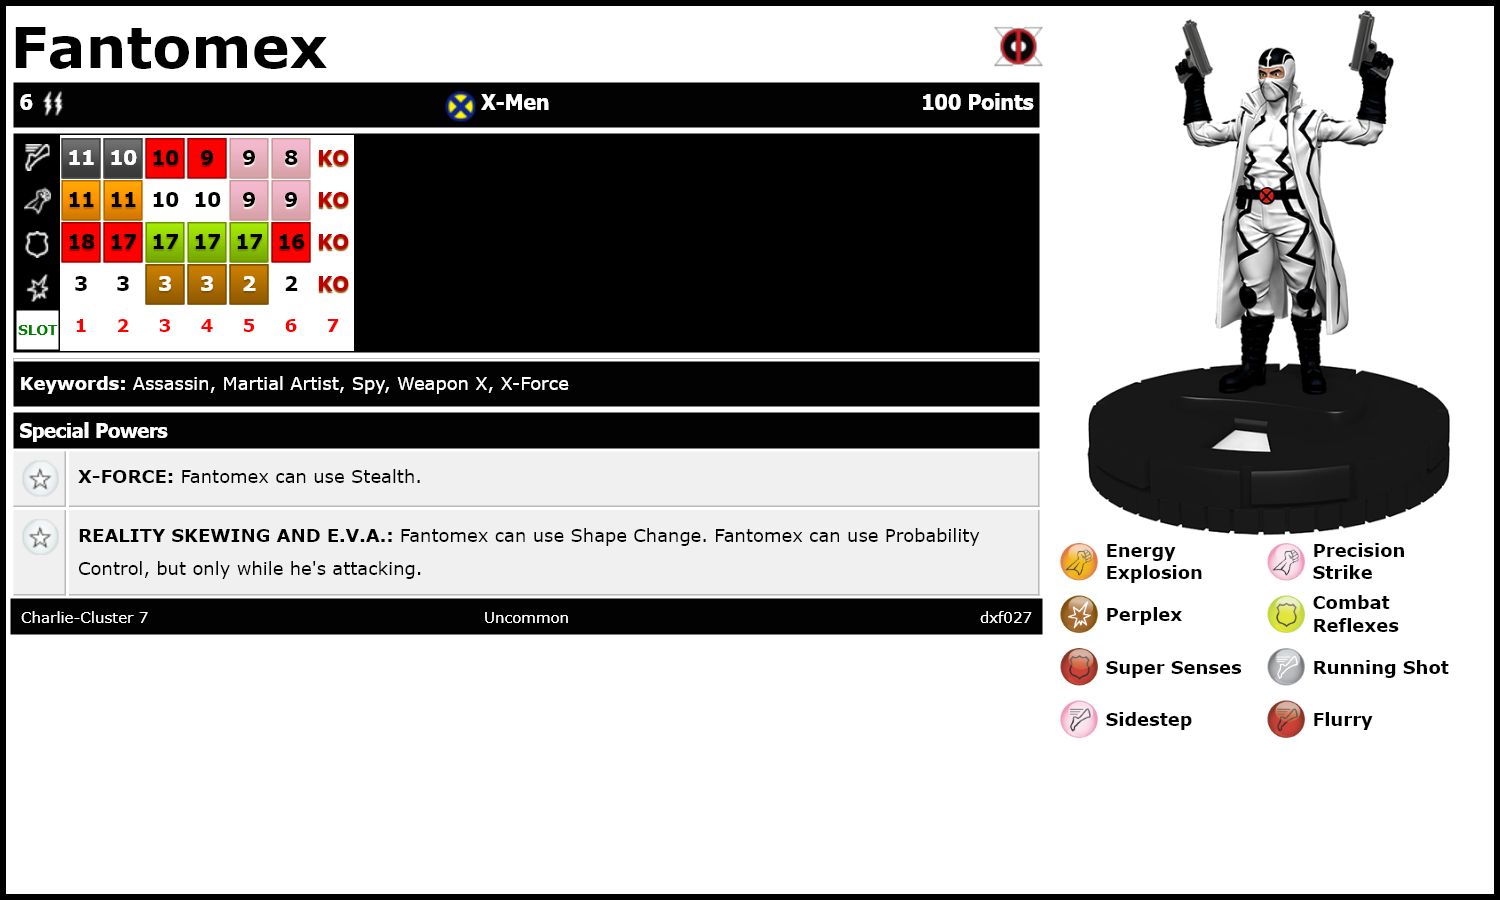 Fantomex
6 X-Men 100 Points
11 10 10 9 9 8 KO
11 11 10 10 9 9 KO
18 17 17 17 17 16 KO
3 3 3 3 2 2 KO
SLOT 1 2 3 4 5 6 7
Keywords: Assassin, Martial Artist, Spy, Weapon X, X-Force
Special Powers
X-FORCE: Fantomex can use Stealth.
REALITY SKEWING AND E.V.A.: Fantomex can use Shape Change. Fantomex can use Probability
Control, but only while he's attacking.
Charlie-Cluster 7 Uncommon dxf027
Energy
Explosion
Precision
Strike
Perplex
Combat
Reflexes
Super Senses
Running Shot
Sidestep
Flurry